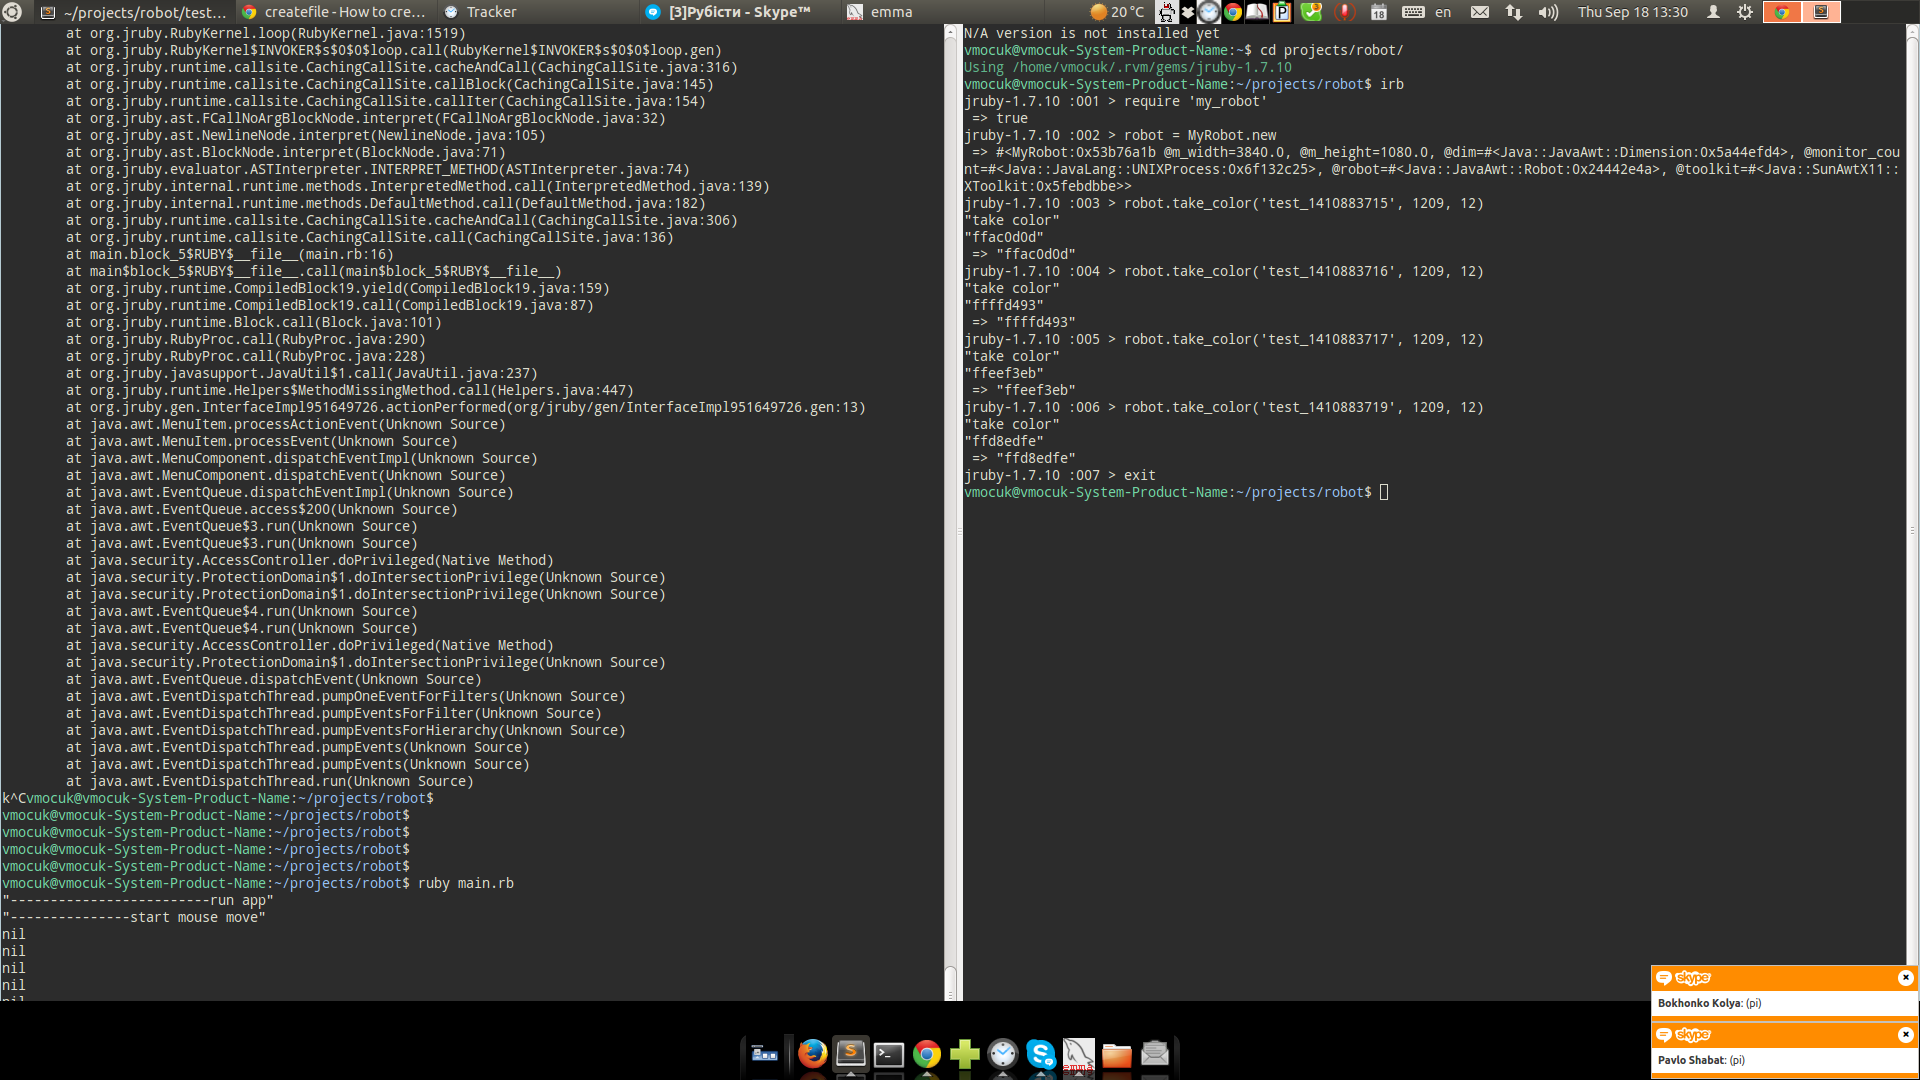 ~/projects/robot/test...
createfile - How to cre...
Tracker
[3]Рубісти - Skype™
emma
20 °C
18
en
Thu Sep 18 13:30
at org.jruby.RubyKernel.loop(RubyKernel.java:1519)
at org.jruby.RubyKernel$INVOKER$s$0$0$loop.call(RubyKernel$INVOKER$s$0$0$loop.gen)
at org.jruby.runtime.callsite.CachingCallSite.cacheAndCall(CachingCallSite.java:316)
at org.jruby.runtime.callsite.CachingCallSite.callBlock(CachingCallSite.java:145)
at org.jruby.runtime.callsite.CachingCallSite.callIter(CachingCallSite.java:154)
at org.jruby.ast.FCallNoArgBlockNode.interpret(FCallNoArgBlockNode.java:32)
at org.jruby.ast.NewlineNode.interpret(NewlineNode.java:105)
at org.jruby.ast.BlockNode.interpret(BlockNode.java:71)
at org.jruby.evaluator.ASTInterpreter.INTERPRET_METHOD(ASTInterpreter.java:74)
at org.jruby.internal.runtime.methods.InterpretedMethod.call(InterpretedMethod.java:139)
at org.jruby.internal.runtime.methods.DefaultMethod.call(DefaultMethod.java:182)
at org.jruby.runtime.callsite.CachingCallSite.cacheAndCall(CachingCallSite.java:306)
at org.jruby.runtime.callsite.CachingCallSite.call(CachingCallSite.java:136)
at main.block_5$RUBY$__file__(main.rb:16)
at main$block_5$RUBY$__file__.call(main$block_5$RUBY$__file__)
at org.jruby.runtime.CompiledBlock19.yield(CompiledBlock19.java:159)
at org.jruby.runtime.CompiledBlock19.call(CompiledBlock19.java:87)
at org.jruby.runtime.Block.call(Block.java:101)
at org.jruby.RubyProc.call(RubyProc.java:290)
at org.jruby.RubyProc.call(RubyProc.java:228)
at org.jruby.javasupport.JavaUtil$1.call(JavaUtil.java:237)
at org.jruby.runtime.Helpers$MethodMissingMethod.call(Helpers.java:447)
at org.jruby.gen.InterfaceImpl951649726.actionPerformed(org/jruby/gen/InterfaceImpl951649726.gen:13)
at java.awt.MenuItem.processActionEvent(Unknown Source)
at java.awt.MenuItem.processEvent(Unknown Source)
at java.awt.MenuComponent.dispatchEventImpl(Unknown Source)
at java.awt.MenuComponent.dispatchEvent(Unknown Source)
at java.awt.EventQueue.dispatchEventImpl(Unknown Source)
at java.awt.EventQueue.access$200(Unknown Source)
at java.awt.EventQueue$3.run(Unknown Source)
at java.awt.EventQueue$3.run(Unknown Source)
at java.security.AccessController.doPrivileged(Native Method)
at java.security.ProtectionDomain$1.doIntersectionPrivilege(Unknown Source)
at java.security.ProtectionDomain$1.doIntersectionPrivilege(Unknown Source)
at java.awt.EventQueue$4.run(Unknown Source)
at java.awt.EventQueue$4.run(Unknown Source)
at java.security.AccessController.doPrivileged(Native Method)
at java.security.ProtectionDomain$1.doIntersectionPrivilege(Unknown Source)
at java.awt.EventQueue.dispatchEvent(Unknown Source)
at java.awt.EventDispatchThread.pumpOneEventForFilters(Unknown Source)
at java.awt.EventDispatchThread.pumpEventsForFilter(Unknown Source)
at java.awt.EventDispatchThread.pumpEventsForHierarchy(Unknown Source)
at java.awt.EventDispatchThread.pumpEvents(Unknown Source)
at java.awt.EventDispatchThread.pumpEvents(Unknown Source)
at java.awt.EventDispatchThread.run(Unknown Source)
k^Cvmocuk@vmocuk-System-Product-Name:~/projects/robot$
vmocuk@vmocuk-System-Product-Name:~/projects/robot$
vmocuk@vmocuk-System-Product-Name:~/projects/robot$
vmocuk@vmocuk-System-Product-Name:~/projects/robot$
vmocuk@vmocuk-System-Product-Name:~/projects/robot$
vmocuk@vmocuk-System-Product-Name:~/projects/robot$ ruby main.rb
"-------------------------run app"
"---------------start mouse move"
nil
nil
nil
nil
nil
N/A version is not installed yet
vmocuk@vmocuk-System-Product-Name:~$ cd projects/robot/
Using /home/vmocuk/.rvm/gems/jruby-1.7.10
vmocuk@vmocuk-System-Product-Name:~/projects/robot$ irb
jruby-1.7.10 :001 > require 'my_robot'
=> true
jruby-1.7.10 :002 > robot = MyRobot.new
=> #<MyRobot:0x53b76a1b @m_width=3840.0, @m_height=1080.0, @dim=#<Java::JavaAwt::Dimension:0x5a44efd4>, @monitor_cou
nt=#<Java::JavaLang::UNIXProcess:0x6f132c25>, @robot=#<Java::JavaAwt::Robot:0x24442e4a>, @toolkit=#<Java::SunAwtX11::
XToolkit:0x5febdbbe>>
jruby-1.7.10 :003 > robot.take_color('test_1410883715', 1209, 12)
"take color"
"ffac0d0d"
=> "ffac0d0d"
jruby-1.7.10 :004 > robot.take_color('test_1410883716', 1209, 12)
"take color"
"ffffd493"
=> "ffffd493"
jruby-1.7.10 :005 > robot.take_color('test_1410883717', 1209, 12)
"take color"
"ffeef3eb"
=> "ffeef3eb"
jruby-1.7.10 :006 > robot.take_color('test_1410883719', 1209, 12)
"take color"
"ffd8edfe"
=> "ffd8edfe"
jruby-1.7.10 :007 > exit
vmocuk@vmocuk-System-Product-Name:~/projects/robot$
skype
Bokhonko Kolya: (pi)
skype
Pavlo Shabat: (pi)
emma